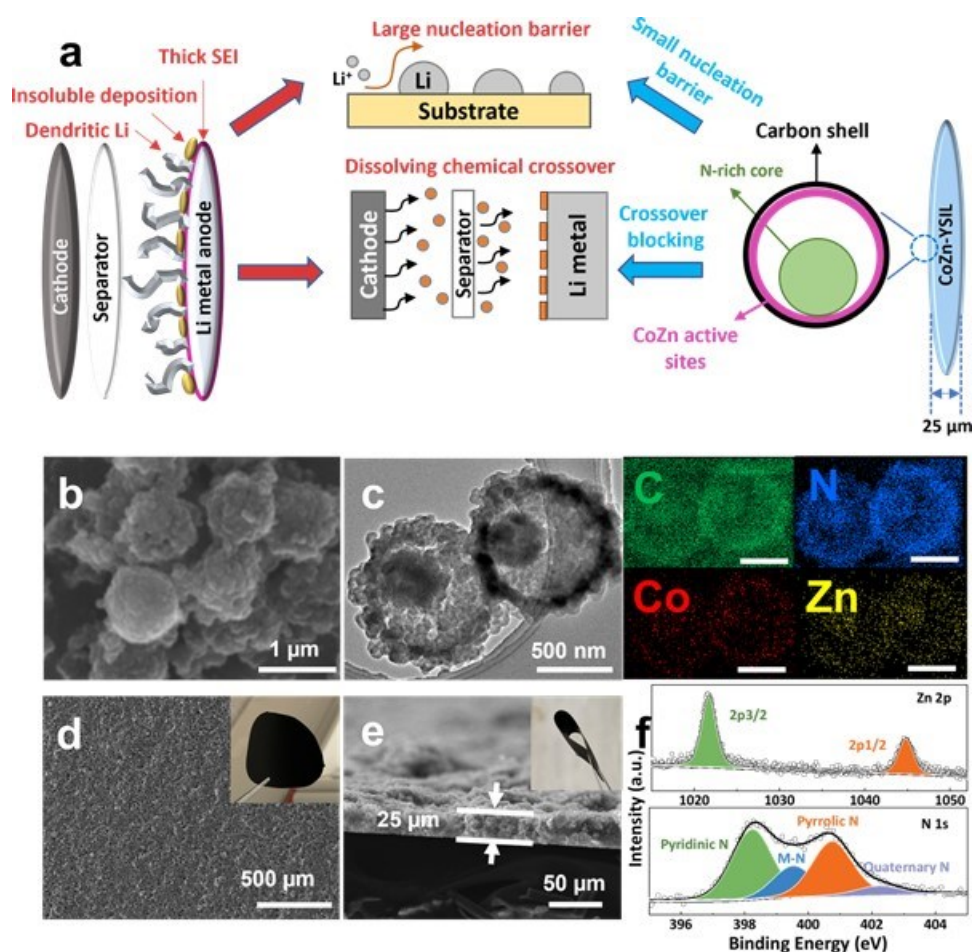 a
Large nucleation barrier
Thick SEI
Insoluble deposition
Dendritic Li
Li+
Li
Substrate
Small nucleation
barrier
Carbon shell
N-rich core
Cathode
Separator
Li metal anode
Dissolving chemical crossover
Cathode
Separator
Li metal
Crossover
blocking
CoZn active
sites
CoZn-YSIL
25 μm
b
1 μm
c
500 nm
C
N
Co
Zn
d
500 μm
e
25 μm
50 μm
f
Zn 2p
2p3/2
2p1/2
1020 1030 1040 1050
Intensity (a.u.)
N 1s
Pyridinic N
M-N
Pyrrolic N
Quaternary N
396 398 400 402 404
Binding Energy (eV)